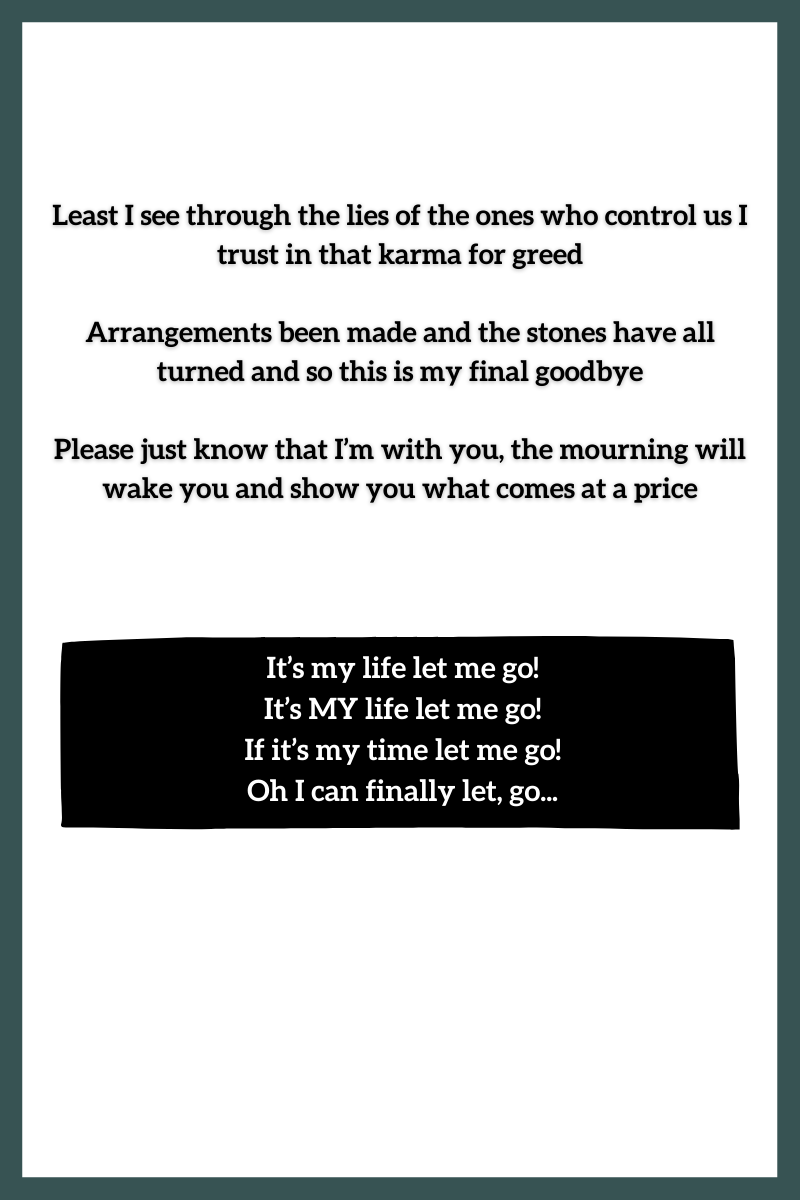 Least I see through the lies of the ones who control us I
trust in that karma for greed
Arrangements been made and the stones have all
turned and so this is my final goodbye
Please just know that I’m with you, the mourning will
wake you and show you what comes at a price
It’s my life let me go!
It’s MY life let me go!
If it’s my time let me go!
Oh I can finally let, go...